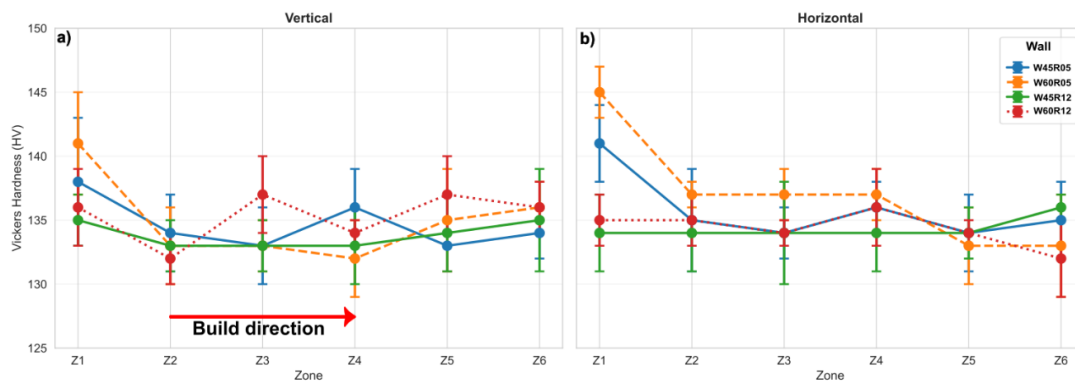 Vertical
Horizontal
a)
b)
Wall
W45R05
W60R05
W45R12
W60R12
Vickers Hardness (HV)
150
145
140
135
130
125
Build direction
Z1 Z2 Z3 Z4 Z5 Z6
Z1 Z2 Z3 Z4 Z5 Z6
Zone
Zone